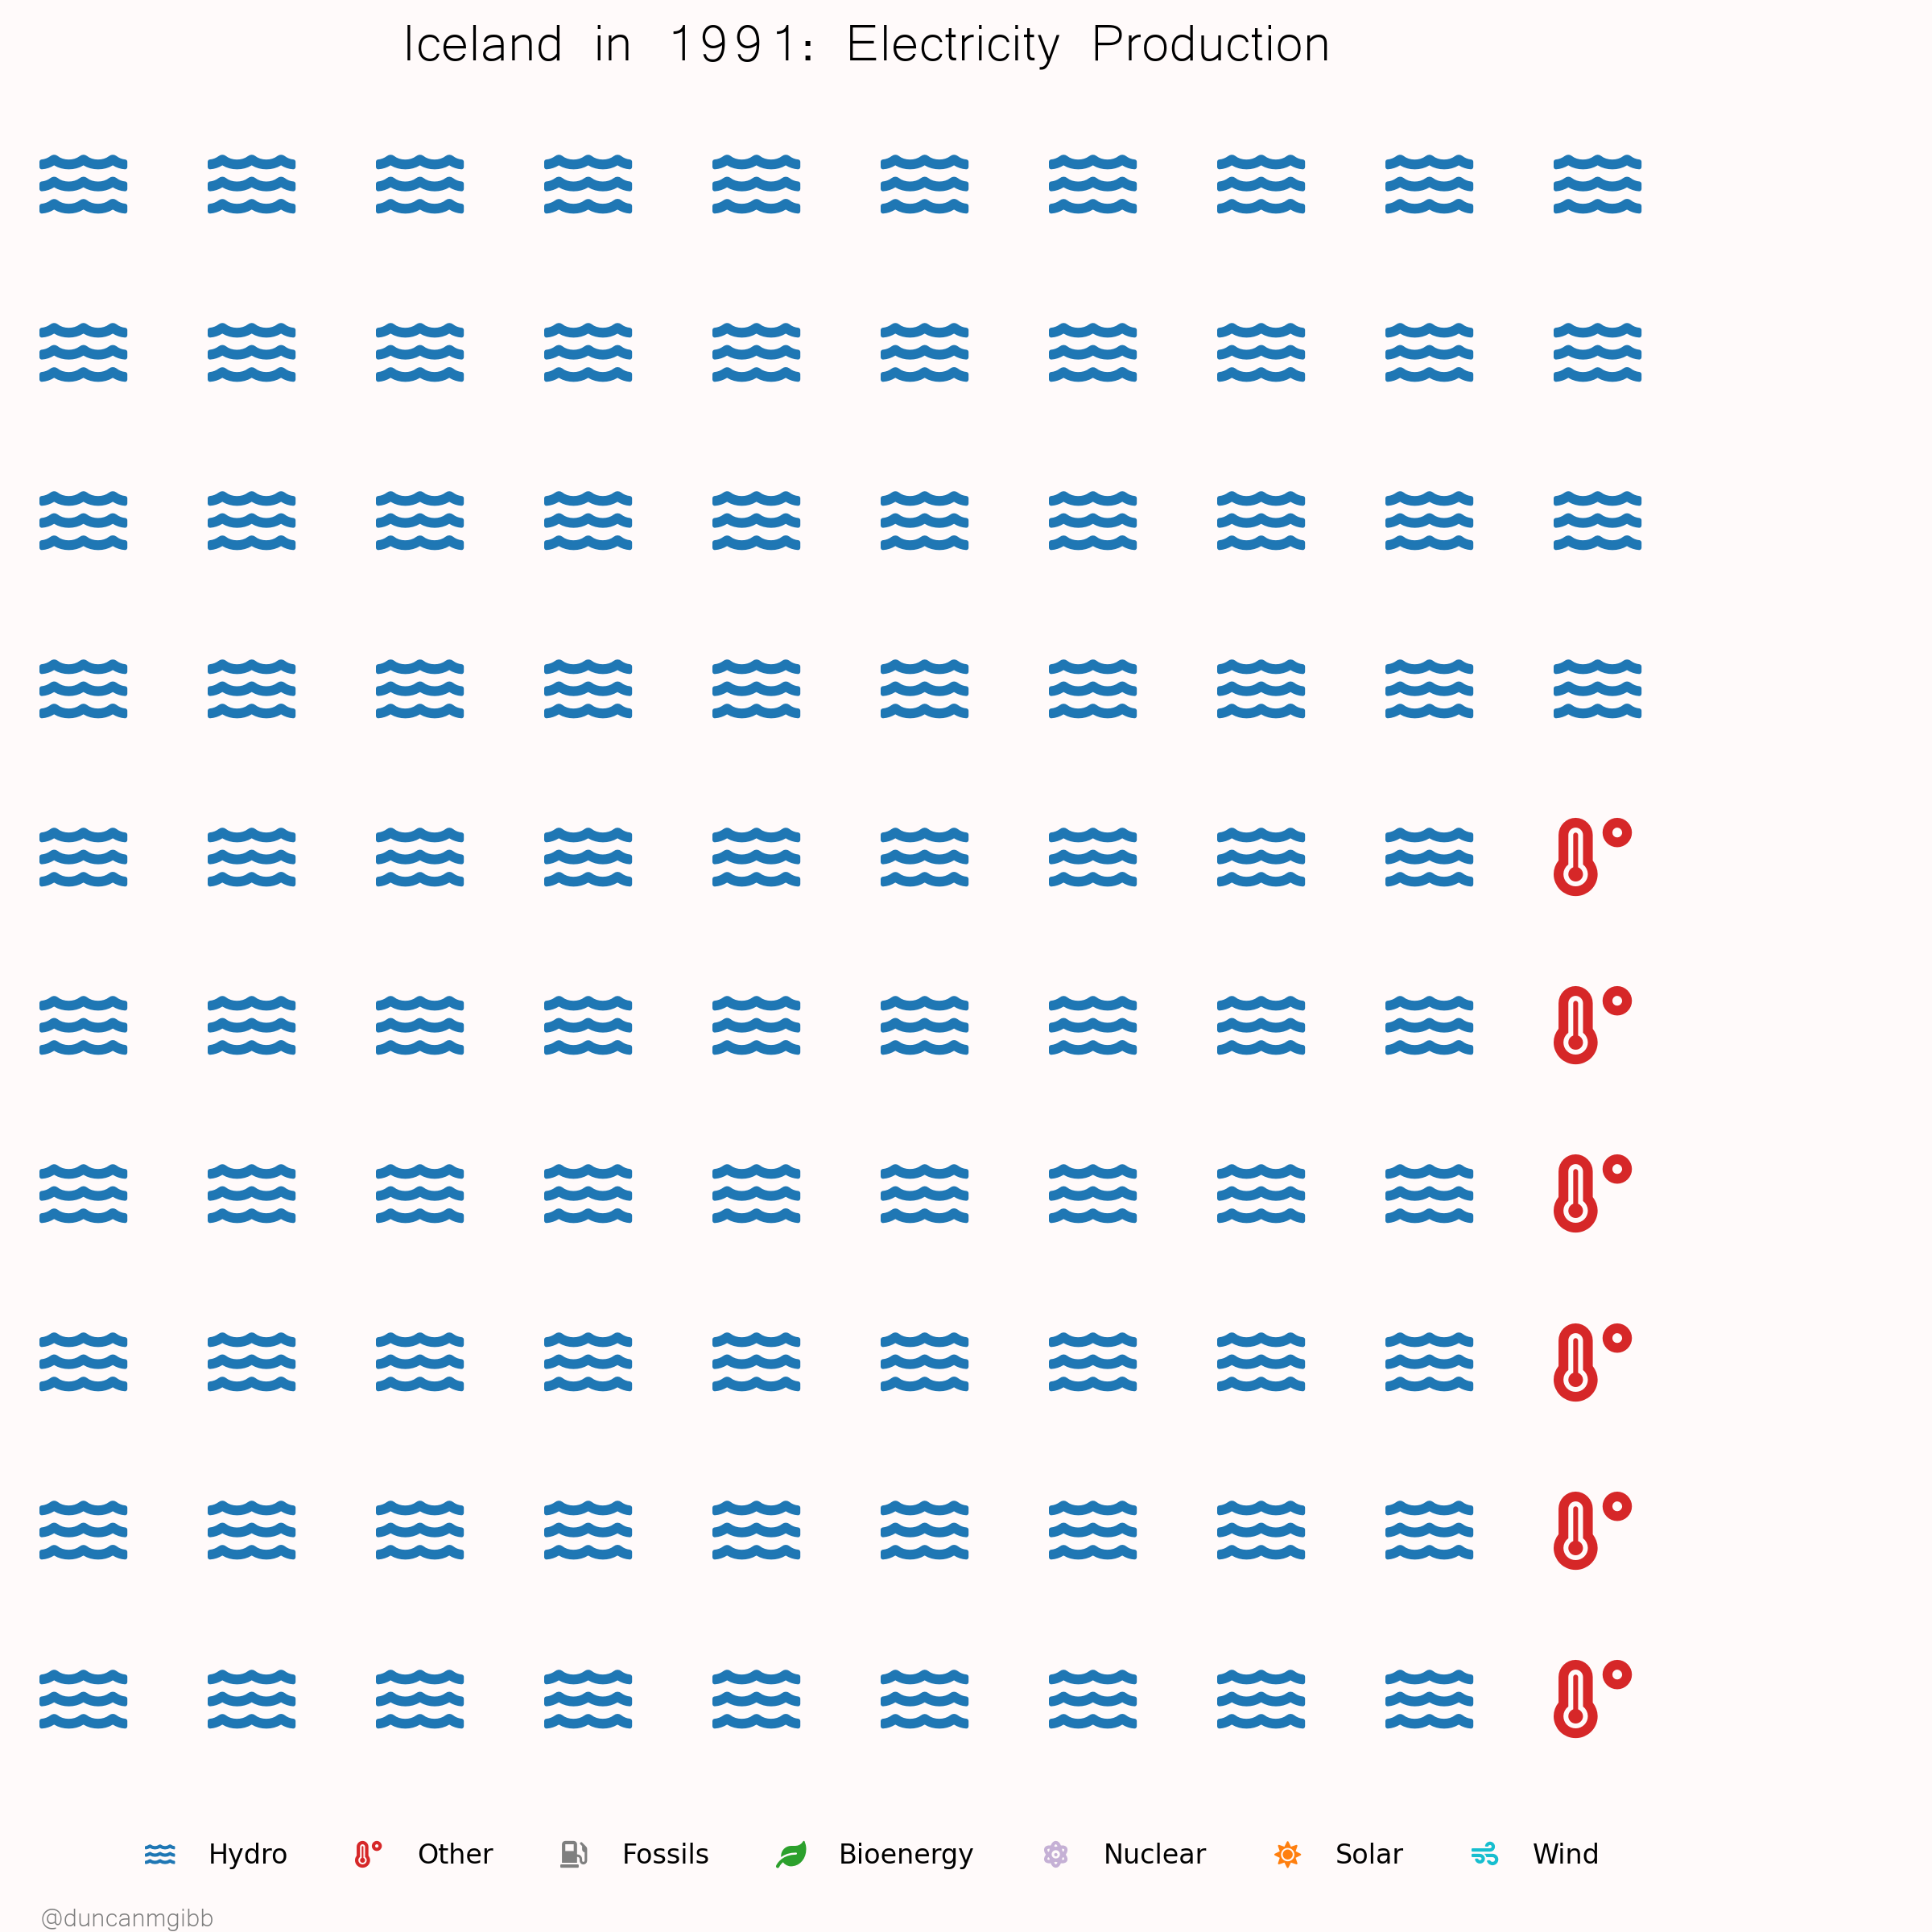 Iceland in 1991: Electricity Production
Hydro Other Fossils Bioenergy Nuclear Solar Wind
@duncanmgibb